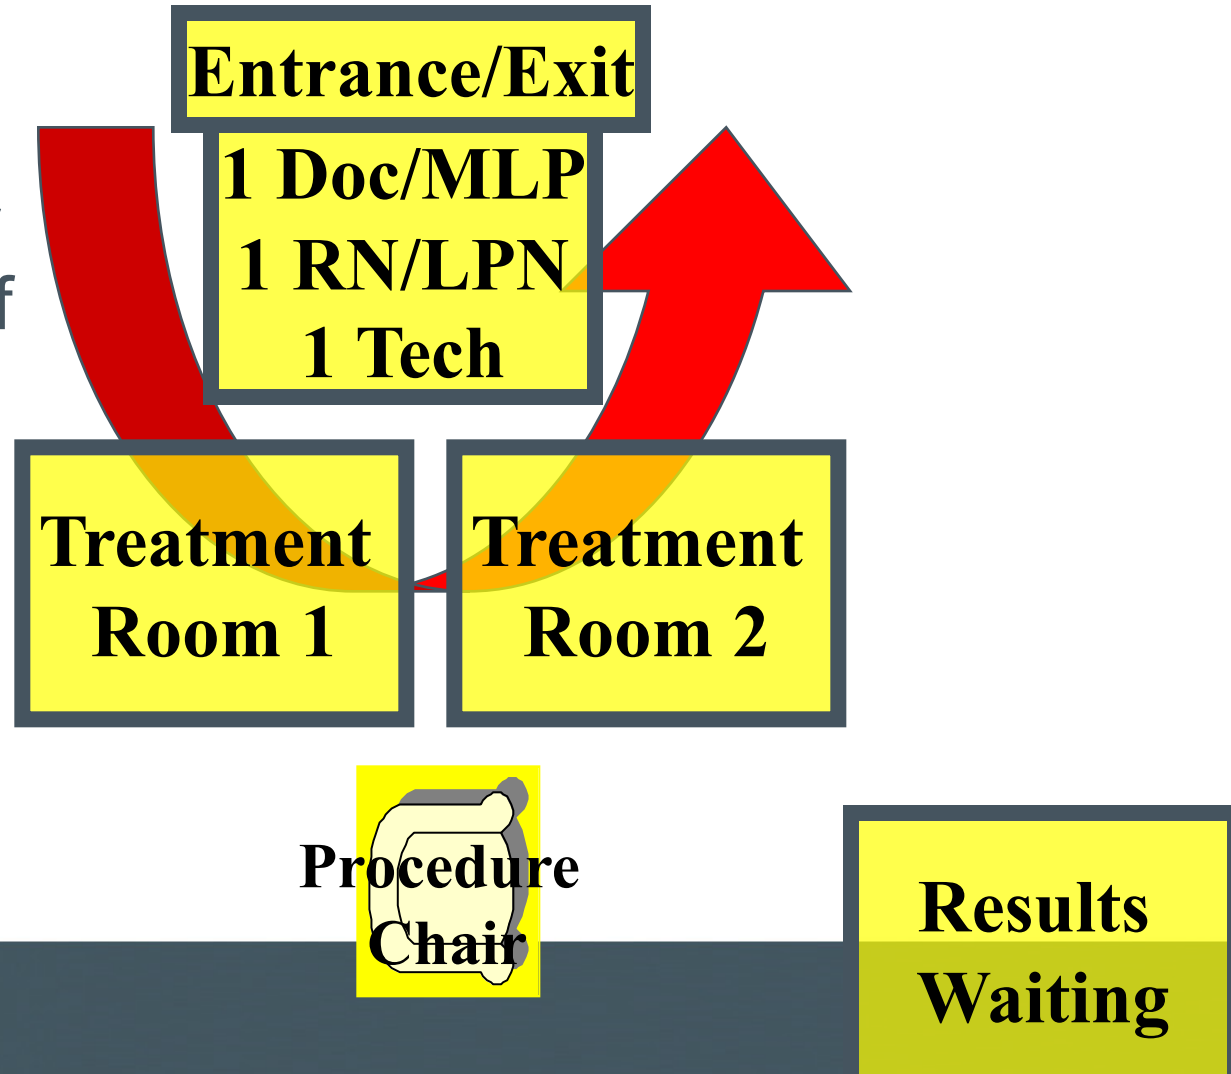 Entrance/Exit
1 Doc/MLP
1 RN/LPN
1 Tech
Treatment
Room 1
Treatment
Room 2
Procedure
Chair
Results
Waiting